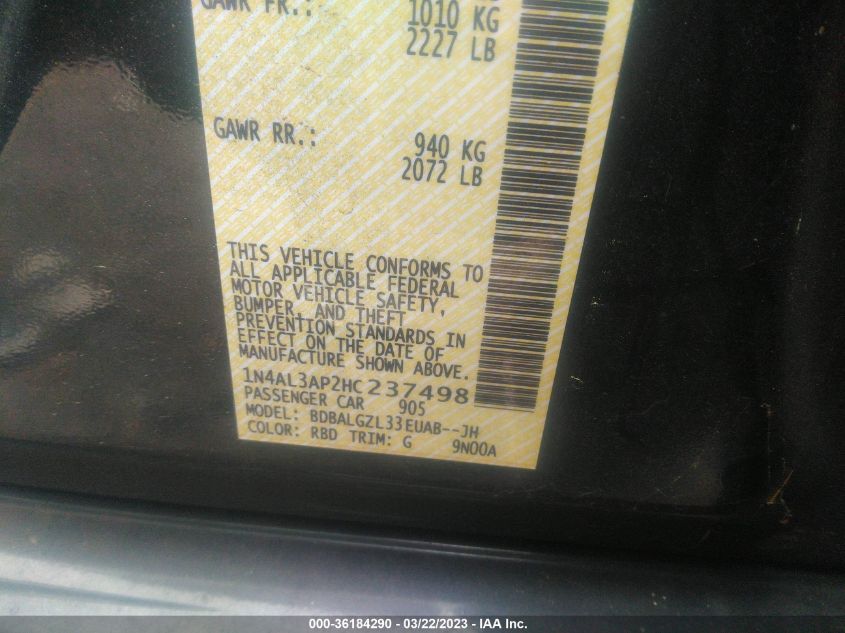 GAWR FR.: 1010 KG
2227 LB
GAWR RR.: 940 KG
2072 LB
THIS VEHICLE CONFORMS TO
ALL APPLICABLE FEDERAL
MOTOR VEHICLE SAFETY,
BUMPER, AND THEFT
PREVENTION STANDARDS IN
EFFECT ON THE DATE OF
MANUFACTURE SHOWN ABOVE.
1N4AL3AP2HC237498
PASSENGER CAR 905
MODEL: BDBALGZL33EUAB--JH
COLOR: RBD TRIM: G 9N00A
000-36184290 - 03/22/2023 - IAA Inc.